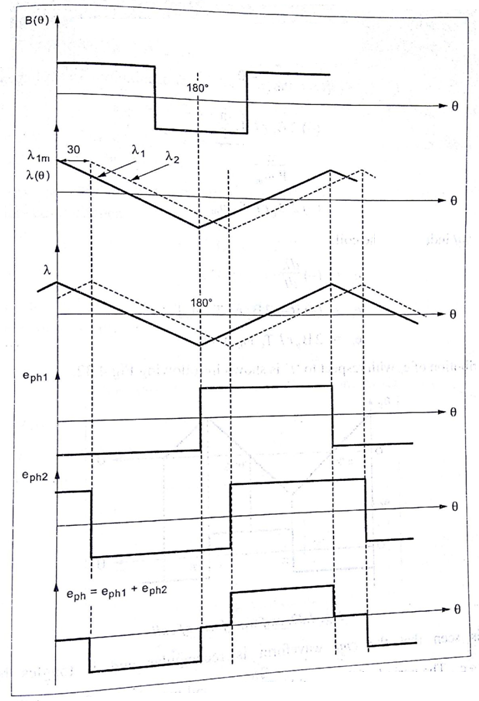 B(θ)
180°
θ
λ1m
30
λ1
λ2
λ(θ)
θ
λ
180°
θ
eph1
θ
eph2
θ
eph = eph1 + eph2
θ